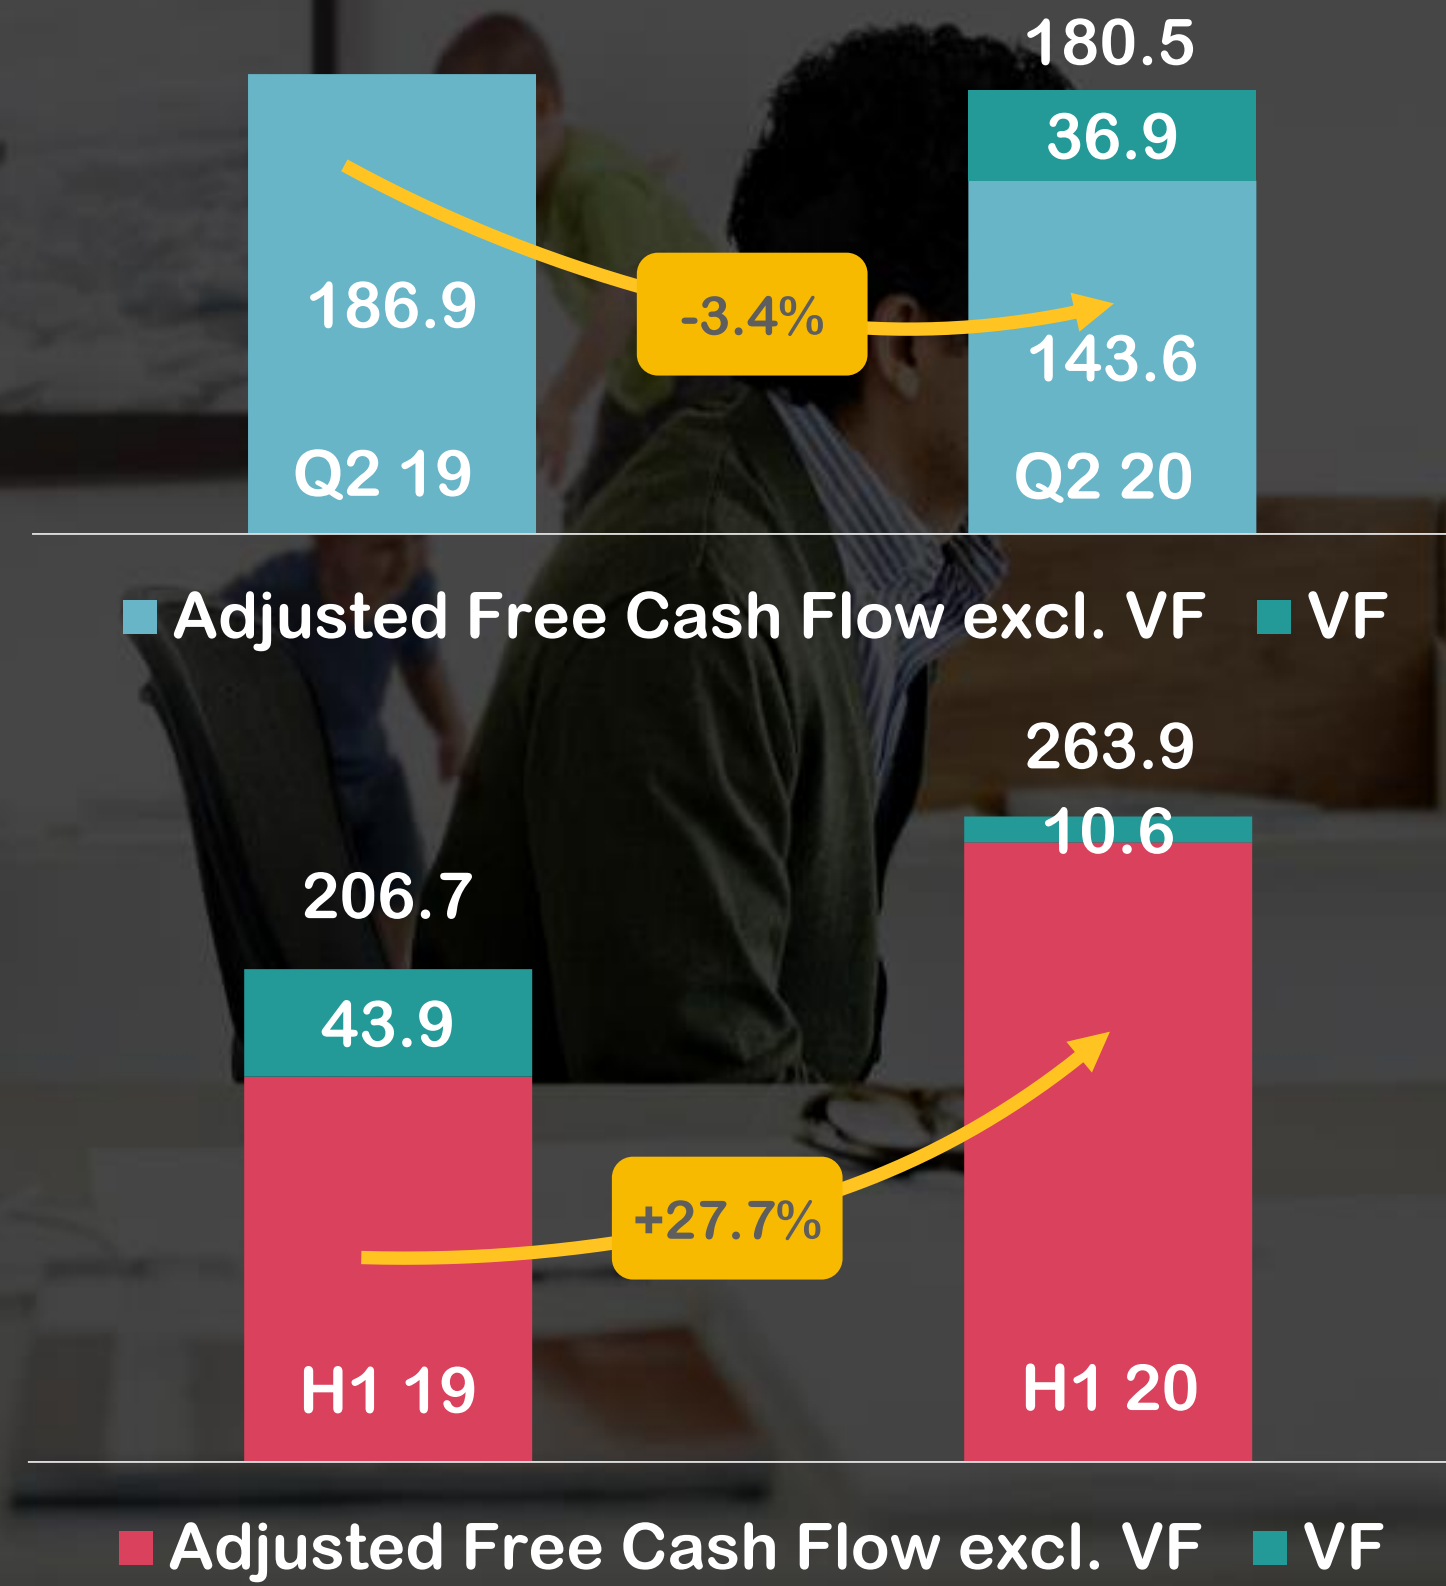 180.5
36.9
186.9
-3.4%
143.6
Q2 19
Q2 20
Adjusted Free Cash Flow excl. VF VF
263.9
10.6
206.7
43.9
+27.7%
H1 19
H1 20
Adjusted Free Cash Flow excl. VF VF